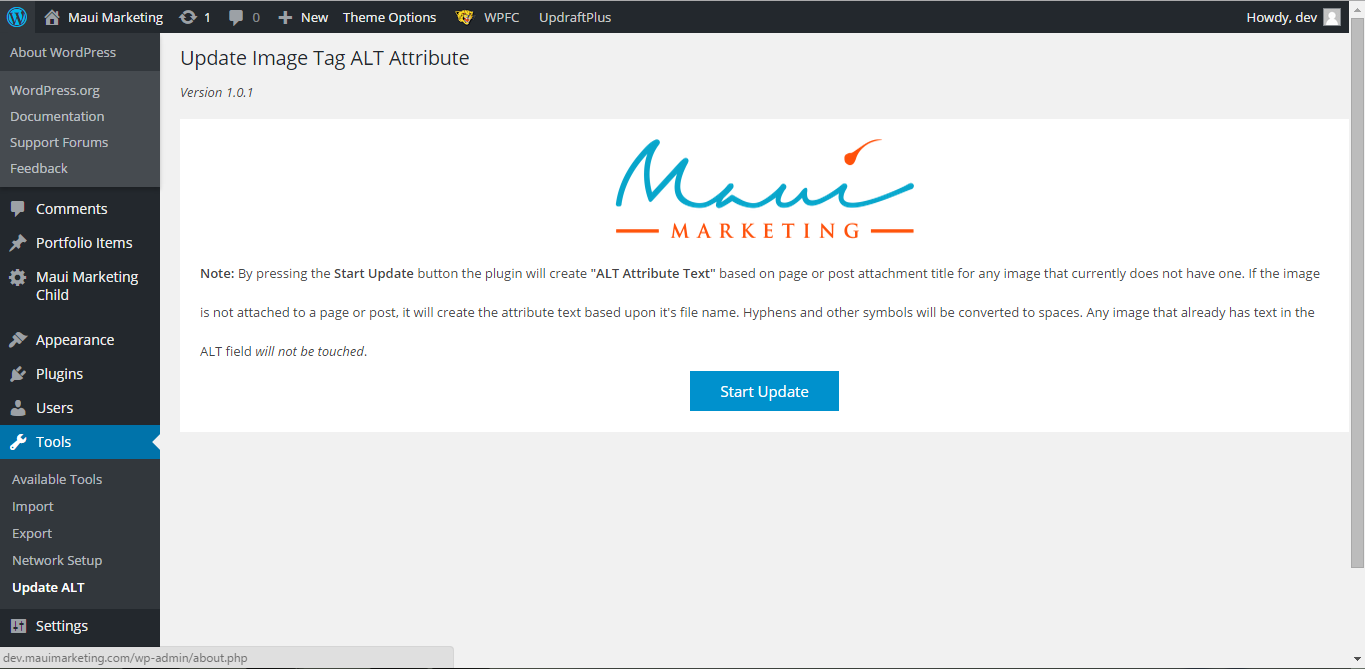 Maui Marketing 1 0 New Theme Options WPFC UpdraftPlus Howdy, dev
About WordPress
WordPress.org
Documentation
Support Forums
Feedback
Comments
Portfolio Items
Maui Marketing
Child
Appearance
Plugins
Users
Tools
Available Tools
Import
Export
Network Setup
Update ALT
Settings
Update Image Tag ALT Attribute
Version 1.0.1
Maui
MARKETING
Note: By pressing the Start Update button the plugin will create "ALT Attribute Text" based on page or post attachment title for any image that currently does not have one. If the image
is not attached to a page or post, it will create the attribute text based upon it's file name. Hyphens and other symbols will be converted to spaces. Any image that already has text in the
ALT field will not be touched.
Start Update
dev.mauimarketing.com/wp-admin/about.php